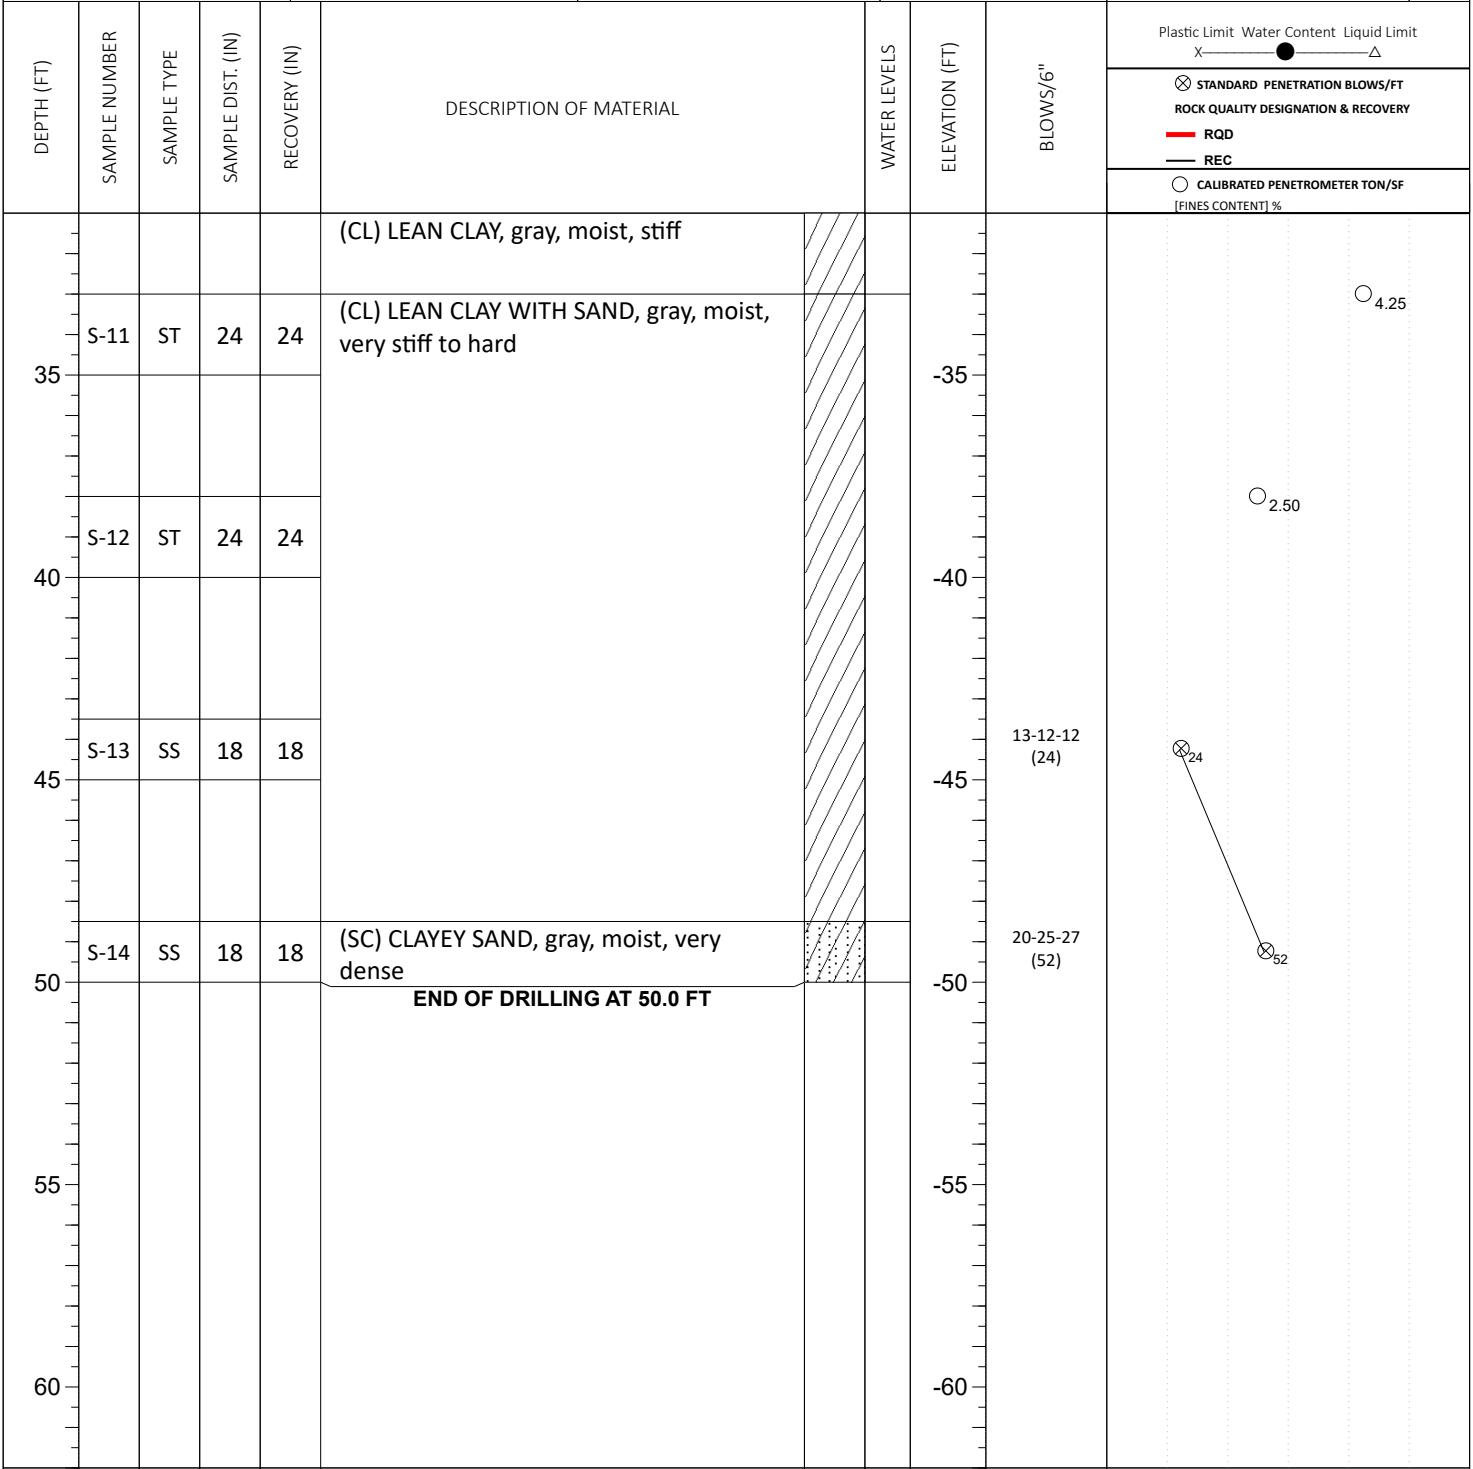 DEPTH (FT)
SAMPLE NUMBER
SAMPLE TYPE
SAMPLE DIST. (IN)
RECOVERY (IN)
DESCRIPTION OF MATERIAL
WATER LEVELS
ELEVATION (FT)
BLOWS/6"
Plastic Limit Water Content Liquid Limit
X
STANDARD PENETRATION BLOWS/FT
ROCK QUALITY DESIGNATION & RECOVERY
RQD
REC
CALIBRATED PENETROMETER TON/SF
[FINES CONTENT] %
(CL) LEAN CLAY, gray, moist, stiff
4.25
(CL) LEAN CLAY WITH SAND, gray, moist,
very stiff to hard
S-11 ST 24 24
35 -35
2.50
S-12 ST 24 24
40 -40
S-13 SS 18 18
13-12-12
(24)
24
45 -45
S-14 SS 18 18
(SC) CLAYEY SAND, gray, moist, very
dense
20-25-27
(52)
52
50 -50
END OF DRILLING AT 50.0 FT
55 -55
60 -60